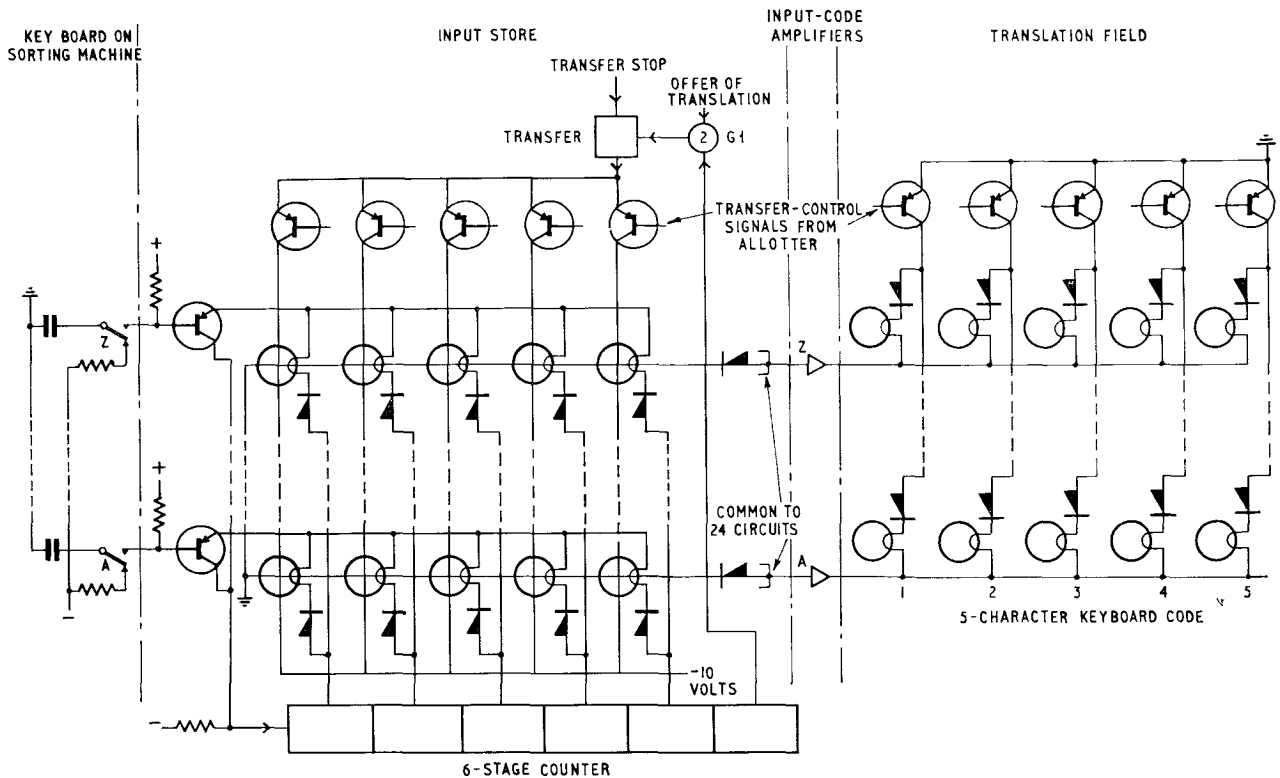 KEY BOARD ON
SORTING MACHINE
INPUT STORE
INPUT-CODE
AMPLIFIERS
TRANSLATION FIELD
TRANSFER STOP
OFFER OF
TRANSLATION
TRANSFER
2
G1
TRANSFER-CONTROL
SIGNALS FROM
ALLOTTER
+
Z
Z
+
COMMON TO
24 CIRCUITS
A
A
1
2
3
4
5
5-CHARACTER KEYBOARD CODE
−
-10
VOLTS
−
6-STAGE COUNTER